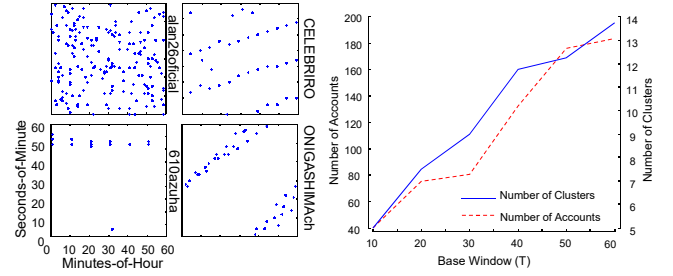 alan26oficial
CELEBRIRO
Seconds-of-Minute
60
50
40
30
20
10
0
610azuha
ONIGASHIMAch
0 10 20 30 40 50 60
Minutes-of-Hour
Number of Accounts
200
180
160
140
120
100
80
60
40
14
13
12
11
10
9
8
7
6
5
Number of Clusters
Number of Clusters
Number of Accounts
10 20 30 40 50 60
Base Window (T)